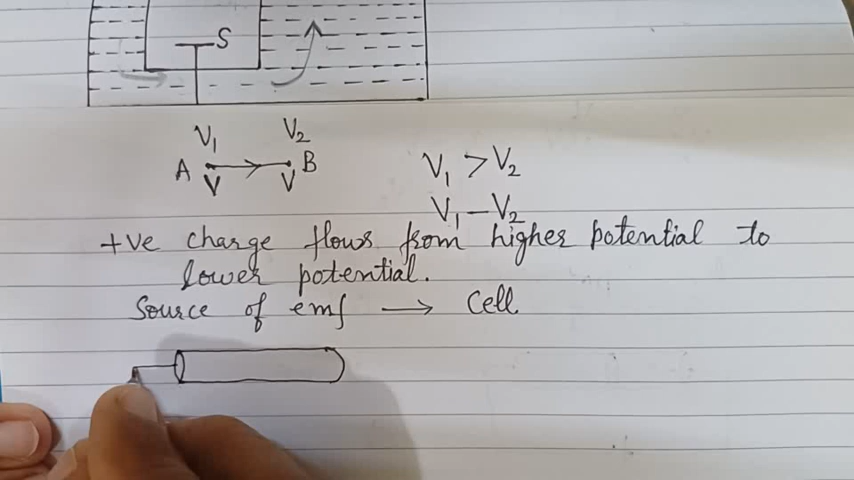 S
V₁ V₂
A B
V V
V₁ > V₂
V₁ – V₂
+ve charge flows from higher potential to
lower potential.
Source of emf → Cell